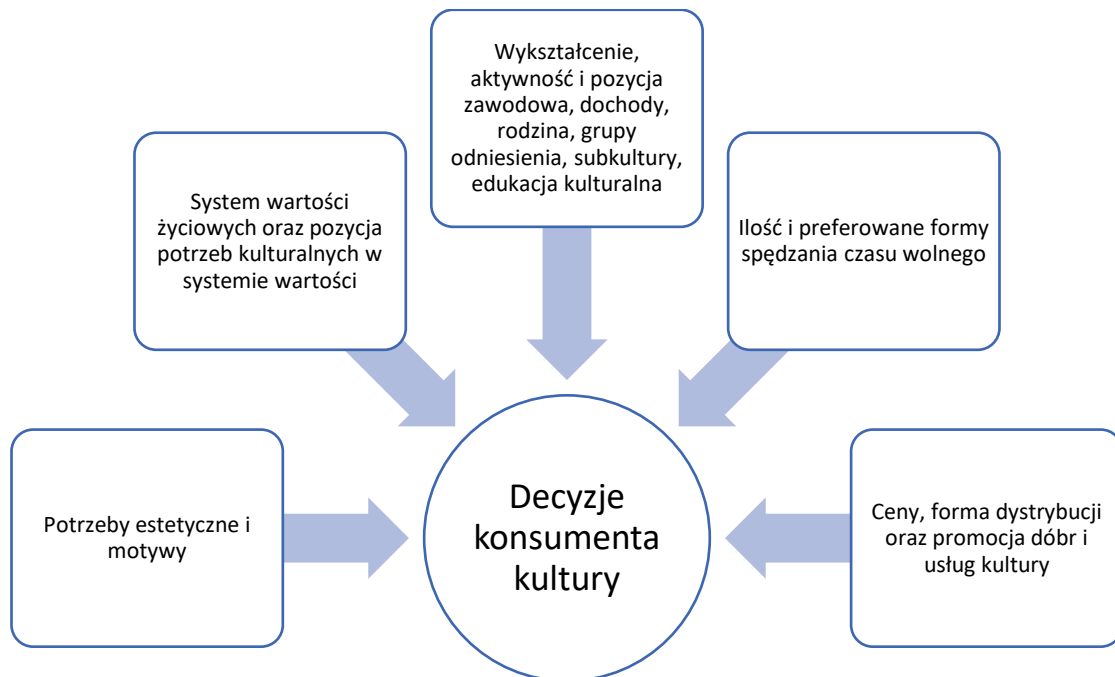 Wykształcenie,
aktywność i pozycja
zawodowa, dochody,
rodzina, grupy
odniesienia, subkultury,
edukacja kulturalna
System wartości
życiowych oraz pozycja
potrzeb kulturalnych w
systemie wartości
Ilość i preferowane formy
spędzania czasu wolnego
Potrzeby estetyczne i
motywy
Decyzje
konsumenta
kultury
Ceny, forma dystrybucji
oraz promocja dóbr i
usług kultury